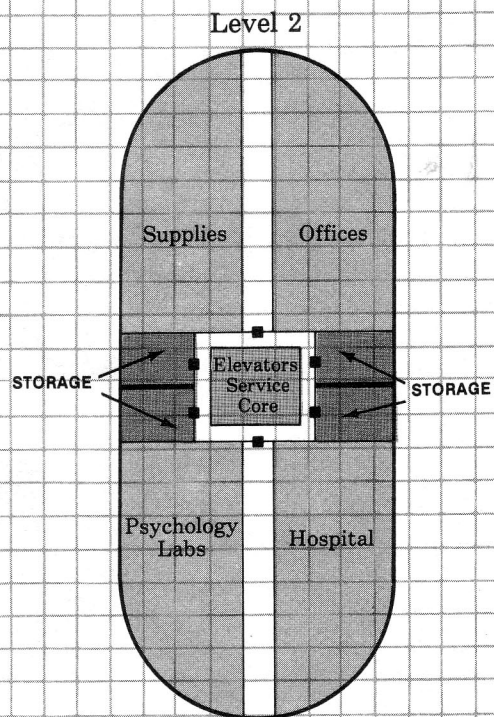 Level 2
Supplies
Offices
STORAGE
Elevators
Service
Core
STORAGE
Psychology
Labs
Hospital